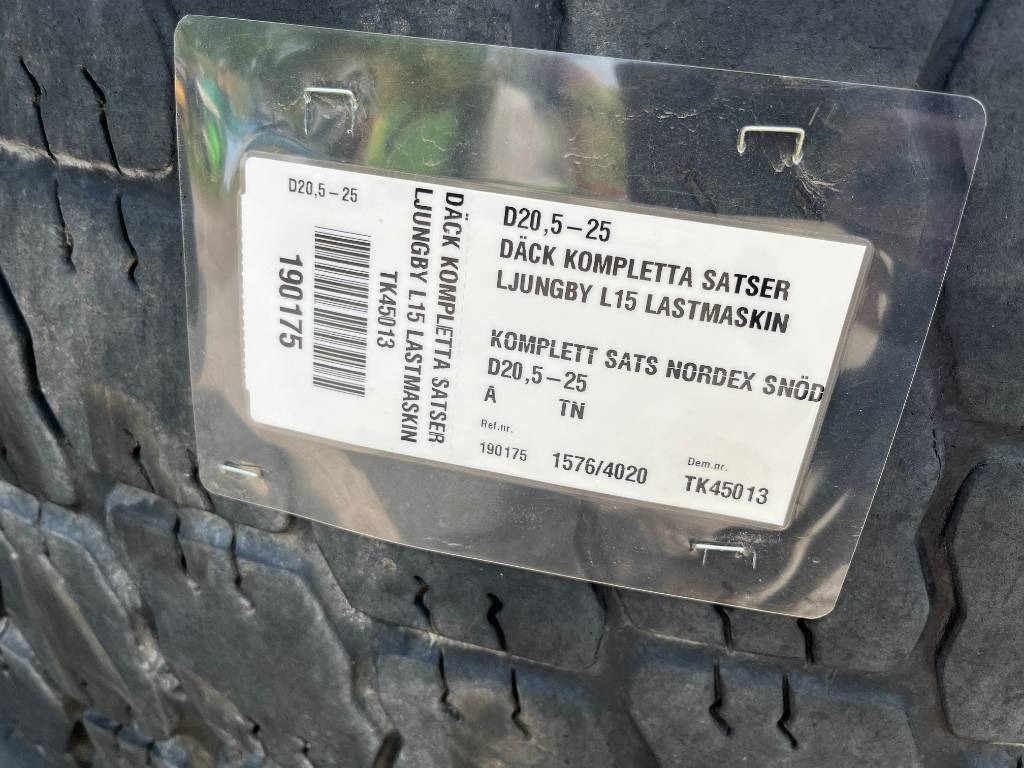 D20,5-25
190175
TK45013
LJUNGBY L15 LASTMASKIN
DÄCK KOMPLETTA SATSER
D20,5-25
DÄCK KOMPLETTA SATSER
LJUNGBY L15 LASTMASKIN
KOMPLETT SATS NORDEX SNÖD
D20,5-25
A TN
Ref.nr.
190175 1576/4020
Dem.nr.
TK45013